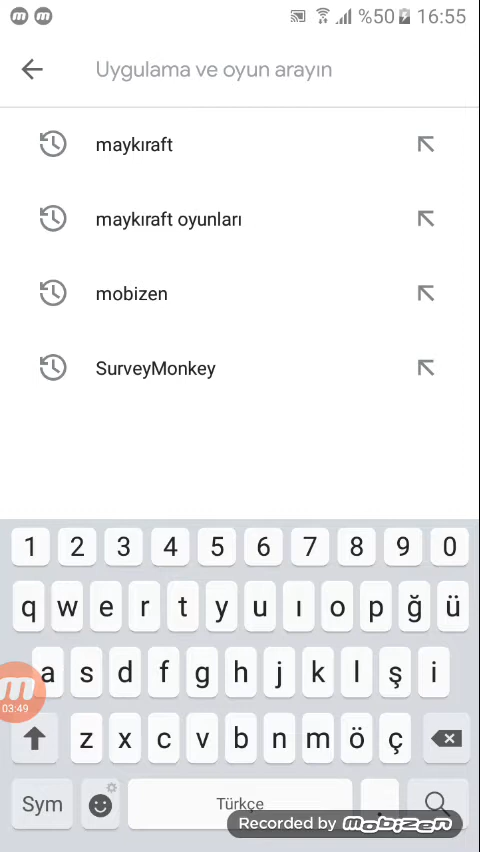 %50 16:55
Uygulama ve oyun arayın
maykıraft
maykıraft oyunları
mobizen
SurveyMonkey
1 2 3 4 5 6 7 8 9 0
q w e r t y u ı o p ğ ü
a s d f g h j k l ş i
03:49
z x c v b n m ö ç
Sym Türkçe .
Recorded by mobizen